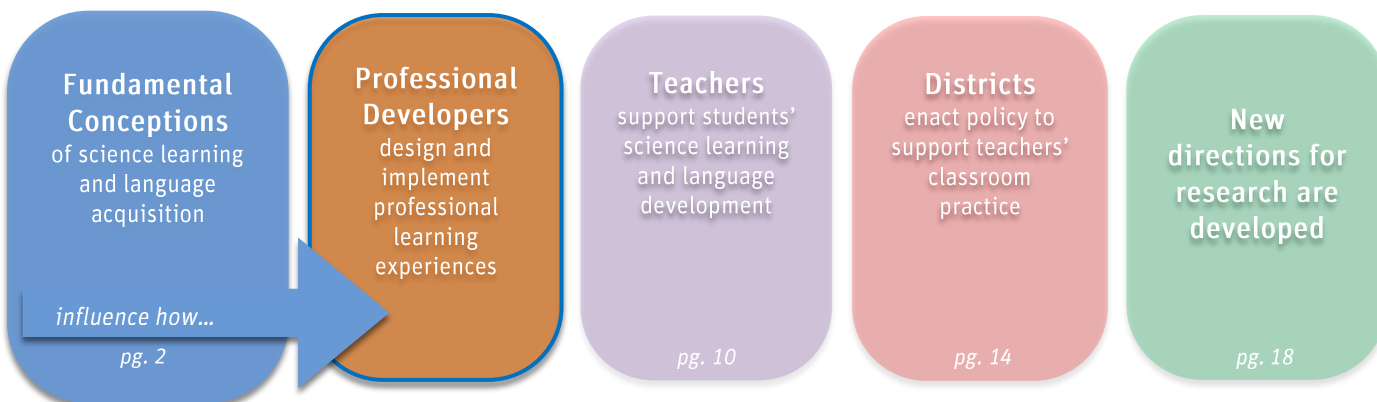 Fundamental
Conceptions
of science learning
and language
acquisition
influence how...
pg. 2
Professional
Developers
design and
implement
professional
learning
experiences
Teachers
support students’
science learning
and language
development
pg. 10
Districts
enact policy to
support teachers’
classroom
practice
pg. 14
New
directions for
research are
developed
pg. 18